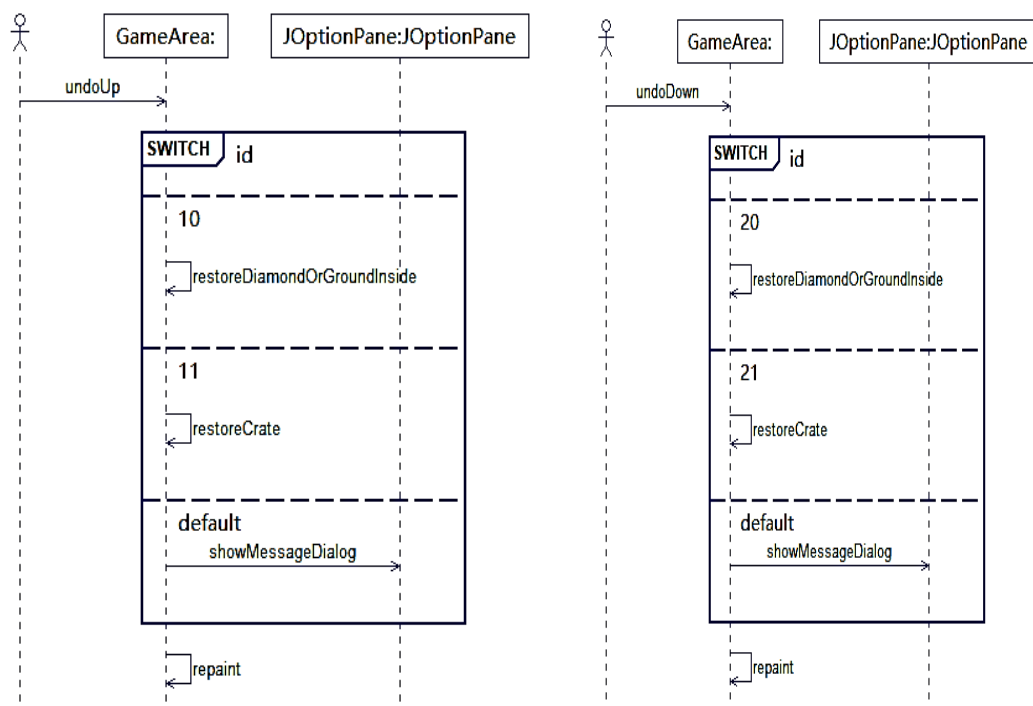 GameArea:
JOptionPane:JOptionPane
undoUp
SWITCH
id
10
restoreDiamondOrGroundInside
11
restoreCrate
default
showMessageDialog
repaint
GameArea:
JOptionPane:JOptionPane
undoDown
SWITCH
id
20
restoreDiamondOrGroundInside
21
restoreCrate
default
showMessageDialog
repaint